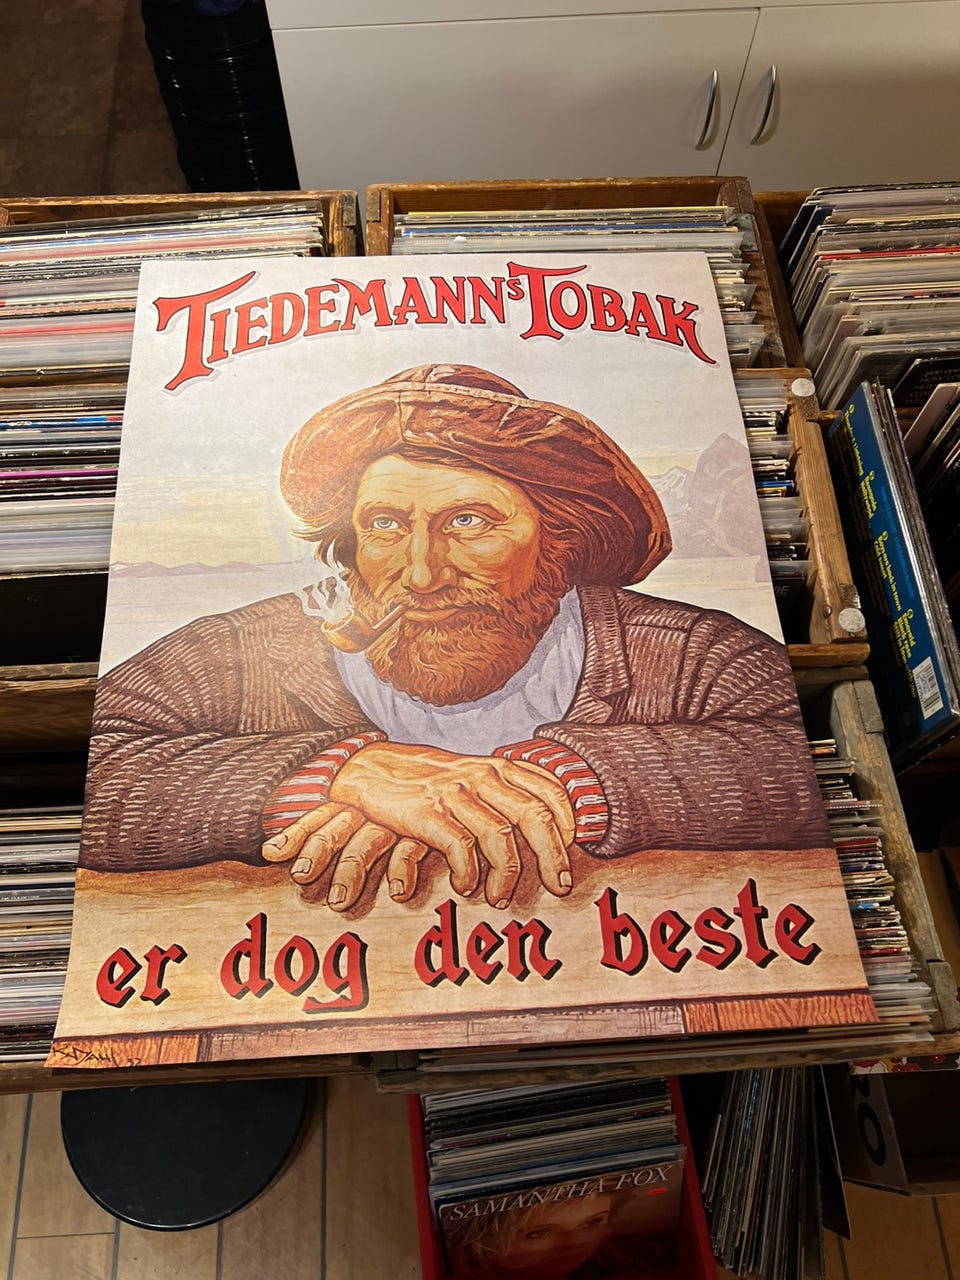 TIEDEMANNS TOBAK
er dog den beste
SAMANTHA FOX